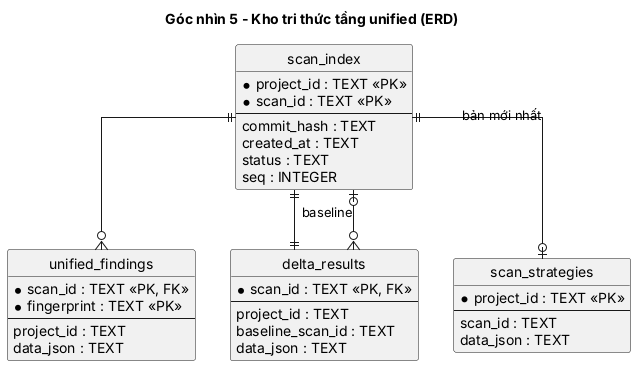 Góc nhìn 5 - Kho tri thức tầng unified (ERD)
scan_index
* project_id : TEXT «PK»
* scan_id : TEXT «PK»
commit_hash : TEXT
created_at : TEXT
status : TEXT
seq : INTEGER
bản mới nhất
baseline
unified_findings
* scan_id : TEXT «PK, FK»
* fingerprint : TEXT «PK»
project_id : TEXT
data_json : TEXT
delta_results
* scan_id : TEXT «PK, FK»
project_id : TEXT
baseline_scan_id : TEXT
data_json : TEXT
scan_strategies
* project_id : TEXT «PK»
scan_id : TEXT
data_json : TEXT